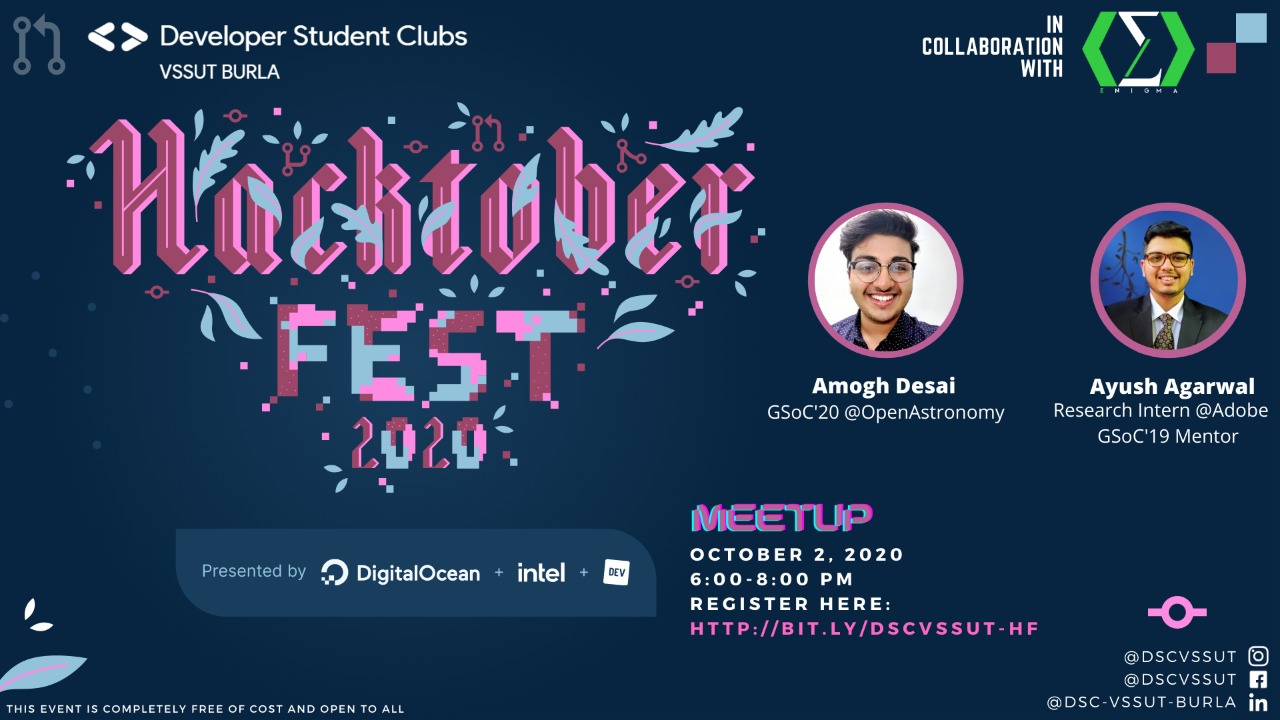 Developer Student Clubs
VSSUT BURLA
IN
COLLABORATION
WITH
Σ
ENIGMA
Hacktober
FEST
2020
Amogh Desai
GSoC'20 @OpenAstronomy
Ayush Agarwal
Research Intern @Adobe
GSoC'19 Mentor
Presented by DigitalOcean + intel + DEV
MEETUP
OCTOBER 2, 2020
6:00-8:00 PM
REGISTER HERE:
HTTP://BIT.LY/DSCVSSUT-HF
@DSCVSSUT
@DSCVSSUT
@DSC-VSSUT-BURLA in
THIS EVENT IS COMPLETELY FREE OF COST AND OPEN TO ALL